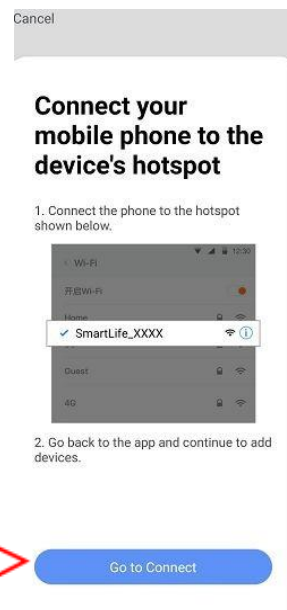 Cancel
Connect your
mobile phone to the
device's hotspot
1. Connect the phone to the hotspot
shown below.
12:30
Wi-Fi
开启Wi-Fi
Home
SmartLife_XXXX
Guest
4G
2. Go back to the app and continue to add
devices.
Go to Connect